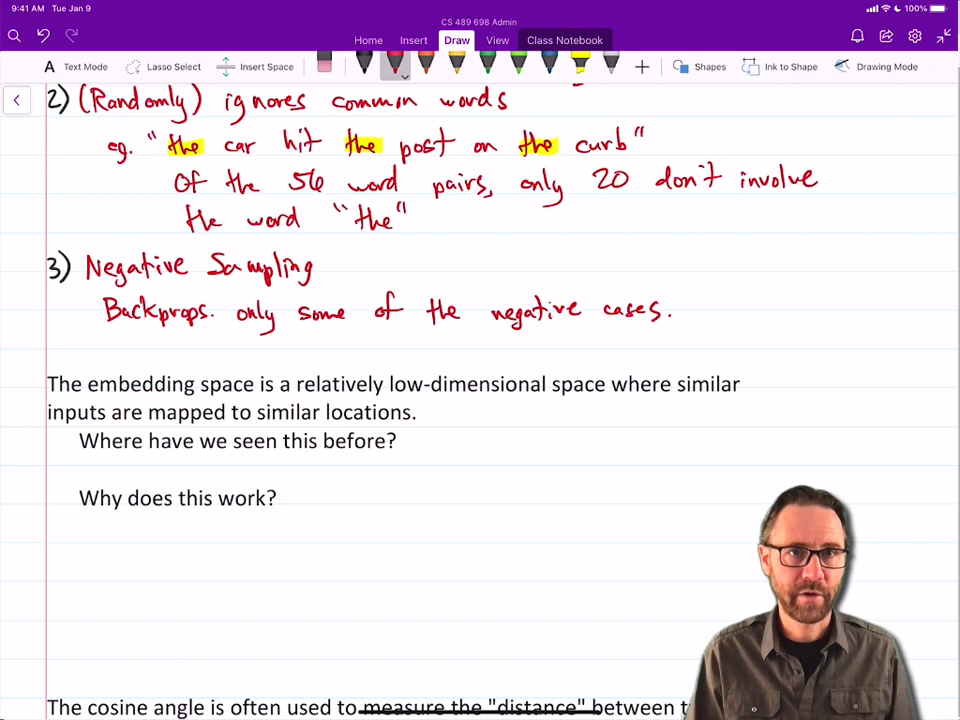 9:41 AM Tue Jan 9
100%
CS 489 698 Admin
Home Insert Draw View Class Notebook
A Text Mode Lasso Select Insert Space Shapes Ink to Shape Drawing Mode
2) (Randomly) ignores common words
eg. "the car hit the post on the curb"
Of the 56 word pairs, only 20 don't involve
the word "the"
3) Negative Sampling
Backprops. only some of the negative cases.
The embedding space is a relatively low-dimensional space where similar
inputs are mapped to similar locations.
Where have we seen this before?
Why does this work?
The cosine angle is often used to measure the "distance" between